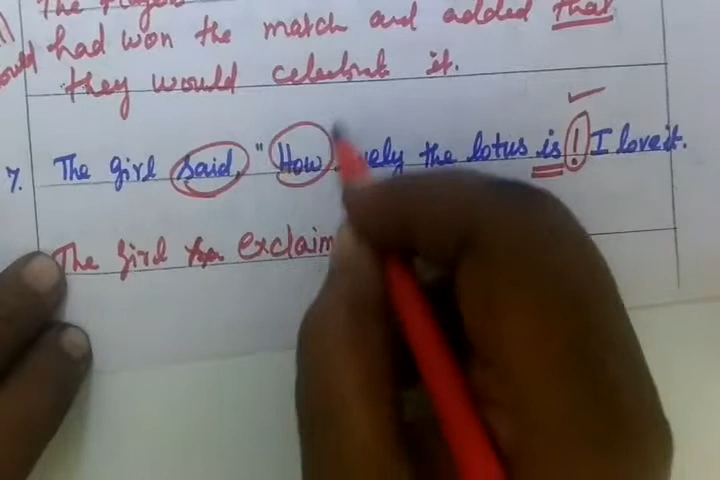 The
had won the match and added that
they would celebrate it.
7. The girl said, " How the lotus is ! I love it.
The girl exclaim